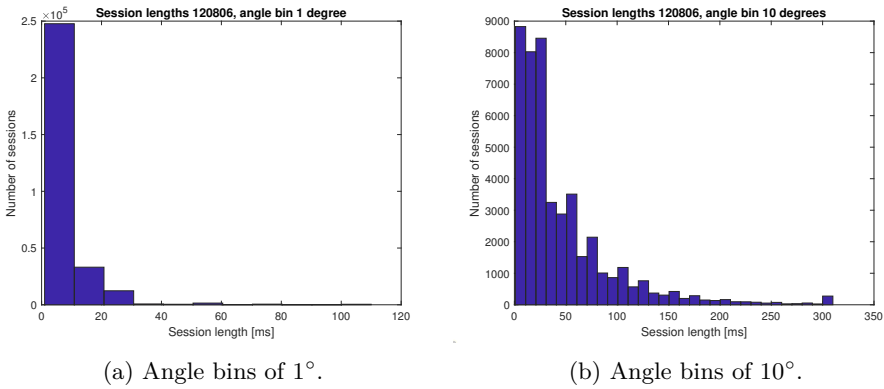 Session lengths 120806, angle bin 1 degree
×10⁵
2.5
2
1.5
1
0.5
0
0 20 40 60 80 100 120
Number of sessions
Session length [ms]
(a) Angle bins of 1°.
Session lengths 120806, angle bin 10 degrees
9000
8000
7000
6000
5000
4000
3000
2000
1000
0
0 50 100 150 200 250 300 350
Number of sessions
Session length [ms]
(b) Angle bins of 10°.